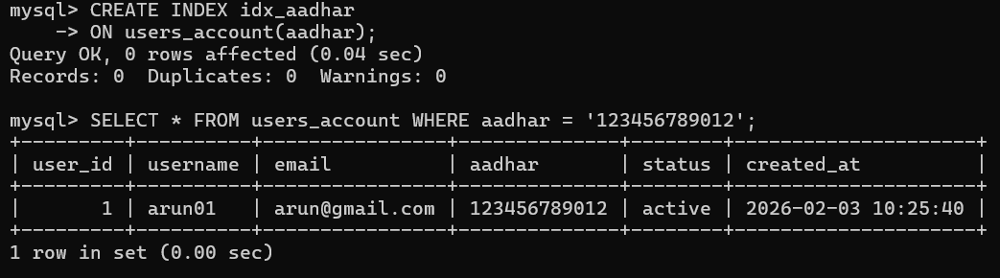 mysql> CREATE INDEX idx_aadhar
    -> ON users_account(aadhar);
Query OK, 0 rows affected (0.04 sec)
Records: 0  Duplicates: 0  Warnings: 0

mysql> SELECT * FROM users_account WHERE aadhar = '123456789012';
+---------+----------+----------------+--------------+--------+---------------------+
| user_id | username | email          | aadhar       | status | created_at          |
+---------+----------+----------------+--------------+--------+---------------------+
|       1 | arun01   | arun@gmail.com | 123456789012 | active | 2026-02-03 10:25:40 |
+---------+----------+----------------+--------------+--------+---------------------+
1 row in set (0.00 sec)